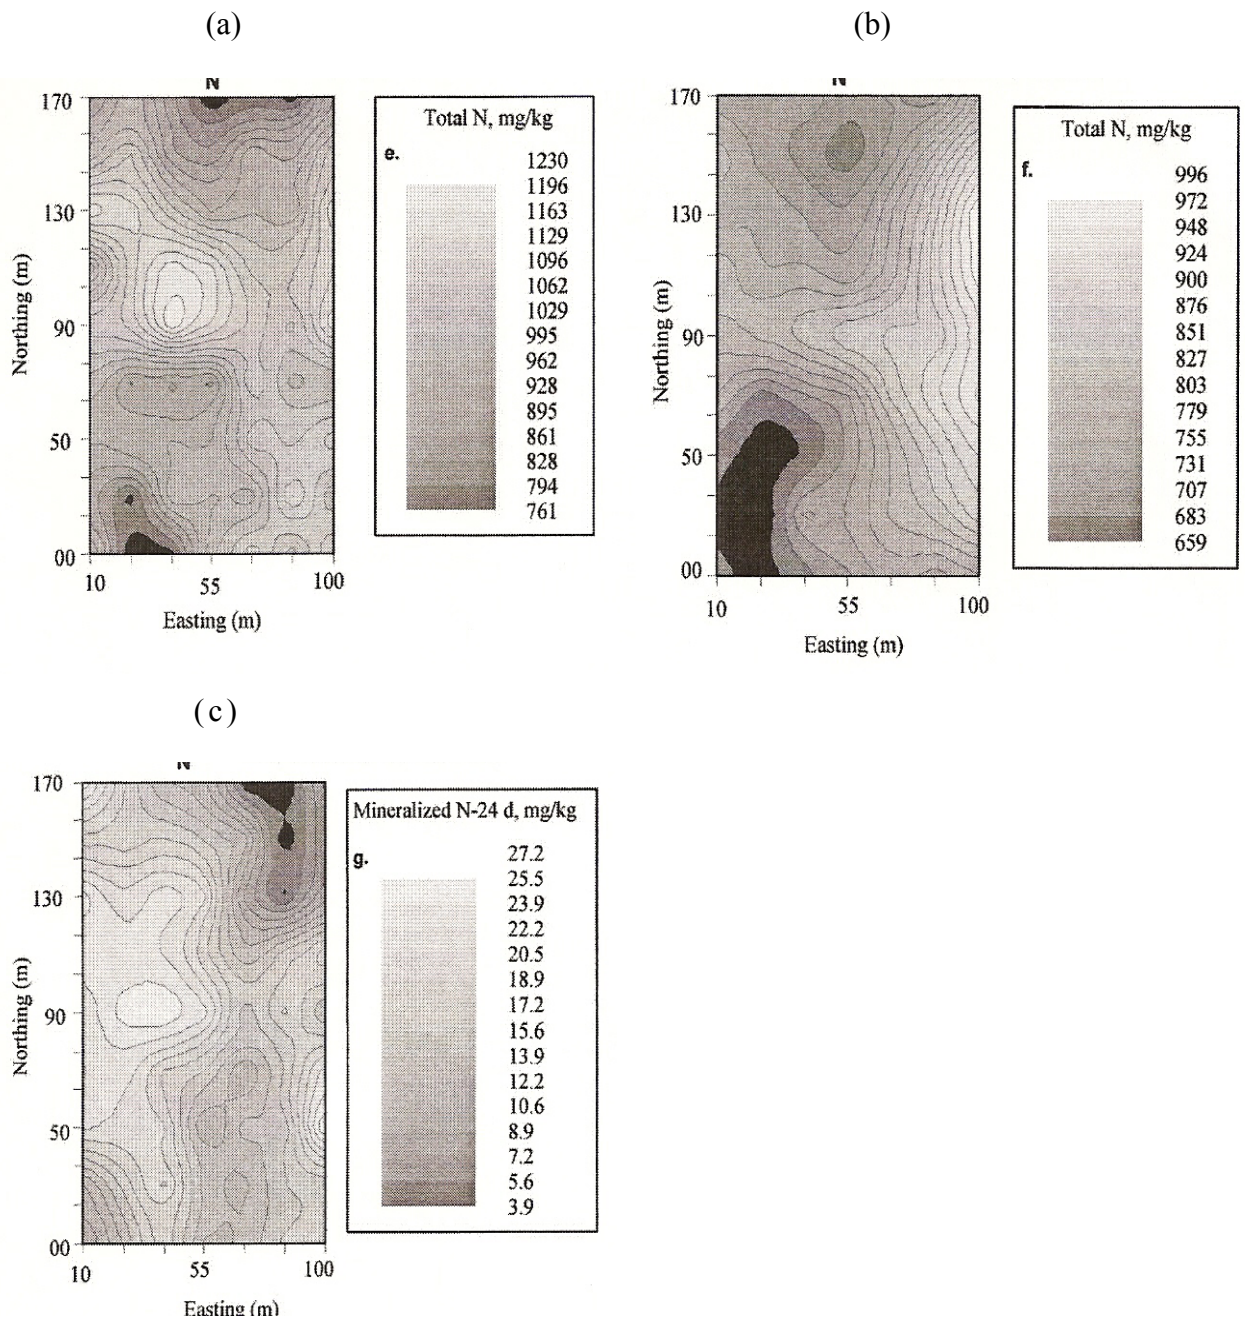 (a)
N
170
130
90
50
00
10 55 100
Northing (m)
Easting (m)
Total N, mg/kg
e.
1230
1196
1163
1129
1096
1062
1029
995
962
928
895
861
828
794
761
(b)
N
170
130
90
50
00
10 55 100
Northing (m)
Easting (m)
Total N, mg/kg
f.
996
972
948
924
900
876
851
827
803
779
755
731
707
683
659
(c)
N
170
130
90
50
00
10 55 100
Northing (m)
Easting (m)
Mineralized N-24 d, mg/kg
g.
27.2
25.5
23.9
22.2
20.5
18.9
17.2
15.6
13.9
12.2
10.6
8.9
7.2
5.6
3.9